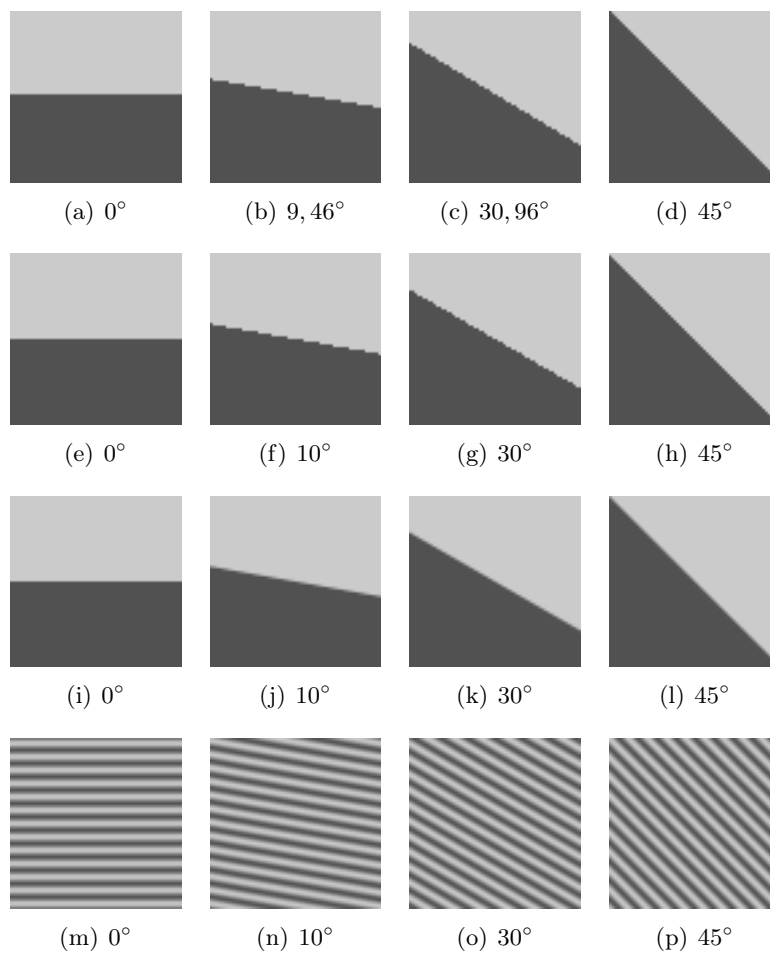 (a) 0° (b) 9, 46° (c) 30, 96° (d) 45°
(e) 0° (f) 10° (g) 30° (h) 45°
(i) 0° (j) 10° (k) 30° (l) 45°
(m) 0° (n) 10° (o) 30° (p) 45°